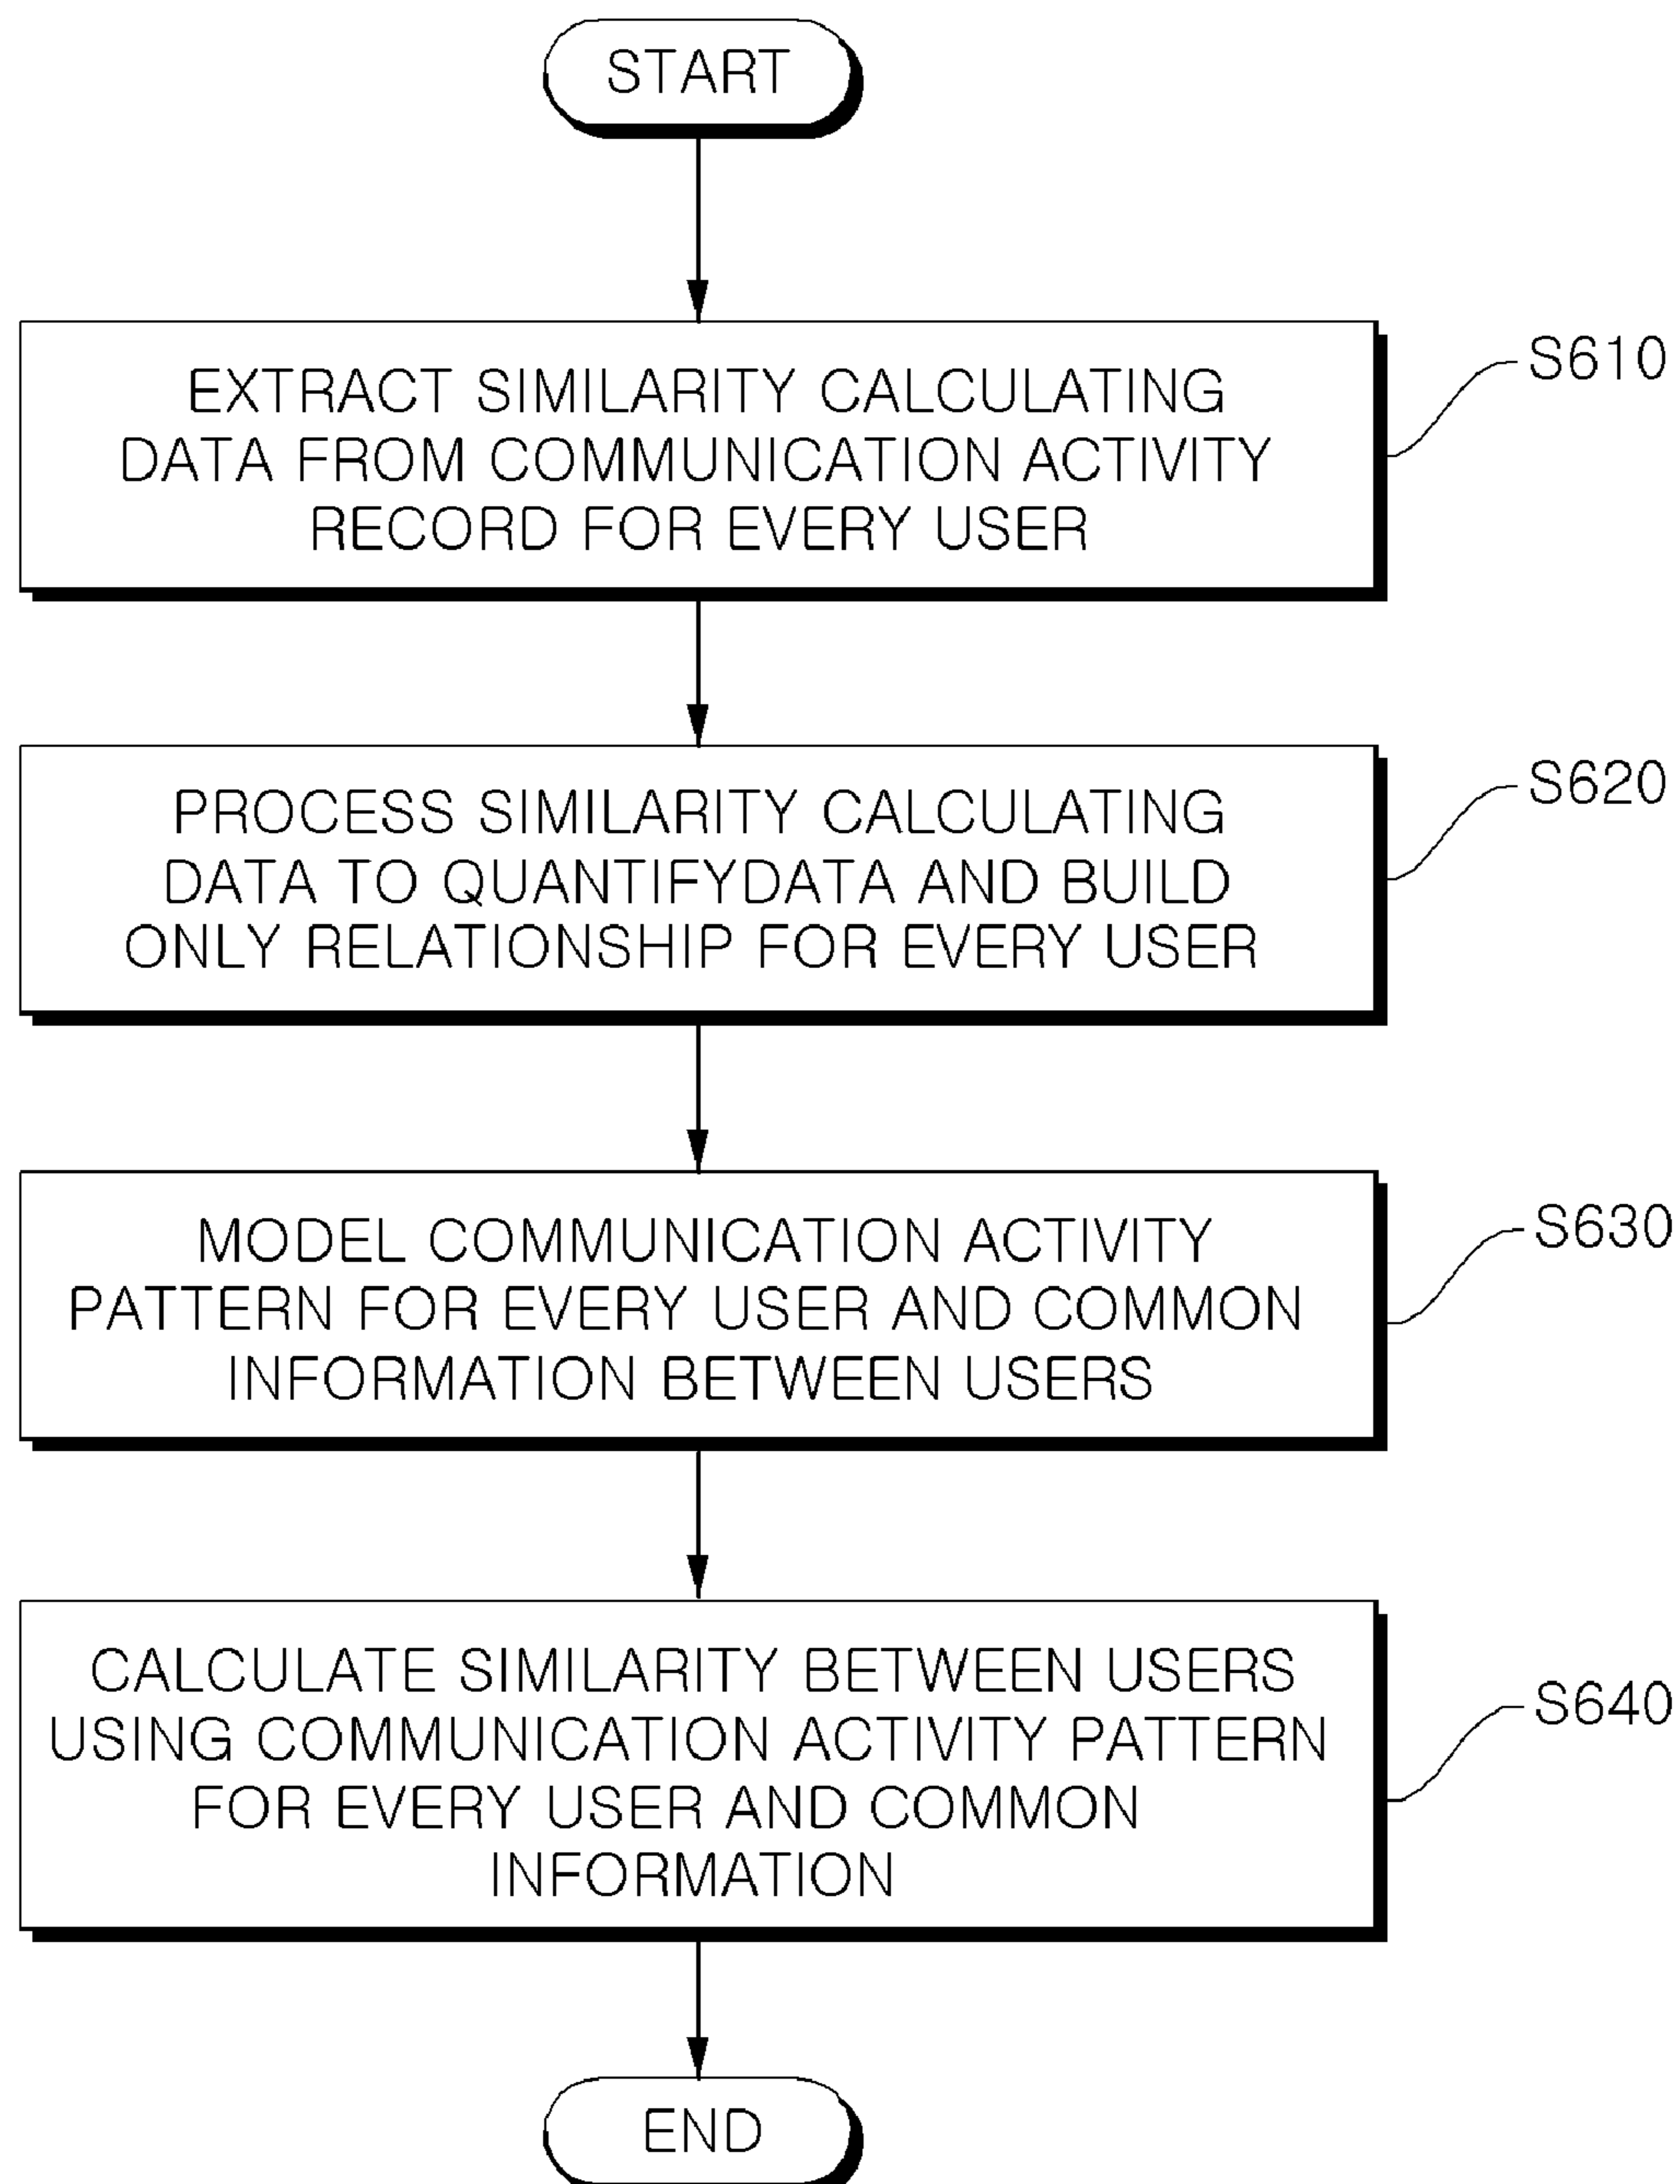 START
EXTRACT SIMILARITY CALCULATING
DATA FROM COMMUNICATION ACTIVITY
RECORD FOR EVERY USER
S610
PROCESS SIMILARITY CALCULATING
DATA TO QUANTIFYDATA AND BUILD
ONLY RELATIONSHIP FOR EVERY USER
S620
MODEL COMMUNICATION ACTIVITY
PATTERN FOR EVERY USER AND COMMON
INFORMATION BETWEEN USERS
S630
CALCULATE SIMILARITY BETWEEN USERS
USING COMMUNICATION ACTIVITY PATTERN
FOR EVERY USER AND COMMON
INFORMATION
S640
END